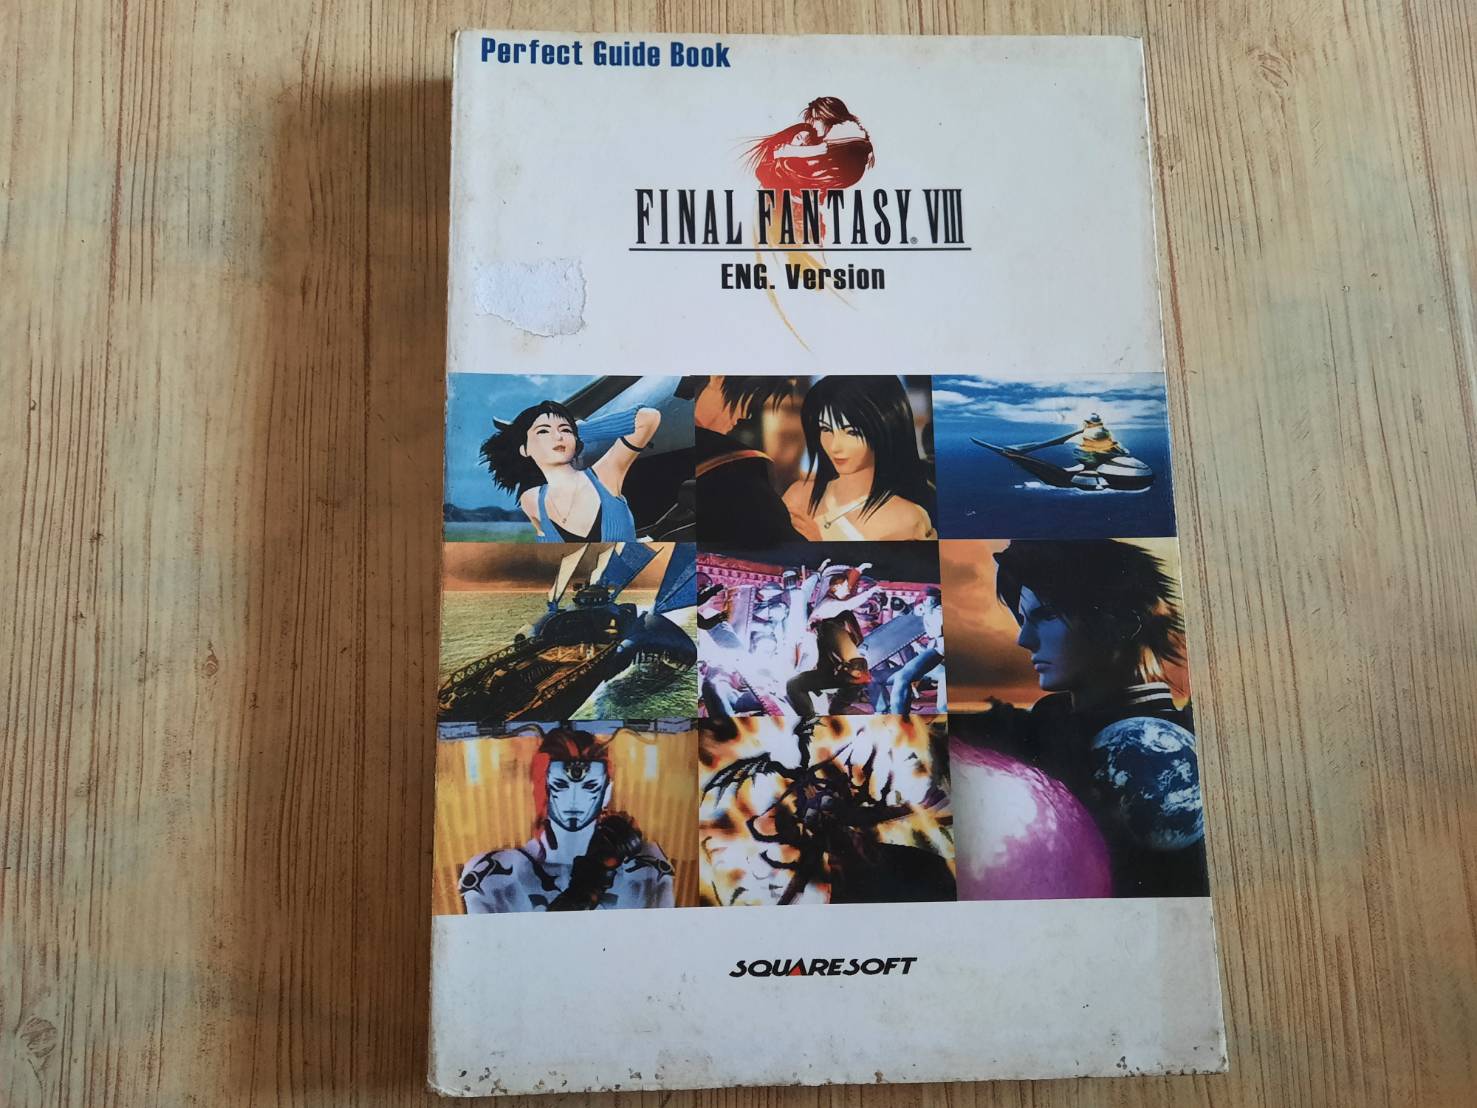 Perfect Guide Book
FINAL FANTASY® VIII
ENG. Version
SQUARESOFT